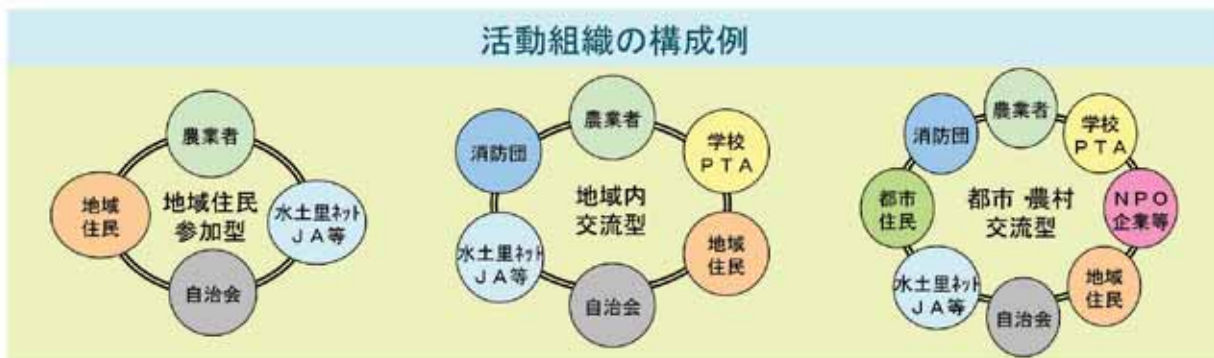 活動組織の構成例
農業者
地域
住民
地域住民
参加型
水土里ネット
ＪＡ等
自治会
農業者
消防団
学校
ＰＴＡ
地域内
交流型
水土里ネット
ＪＡ等
地域
住民
自治会
農業者
消防団
学校
ＰＴＡ
都市
住民
都市・農村
交流型
ＮＰＯ
企業等
水土里ネット
ＪＡ等
地域
住民
自治会